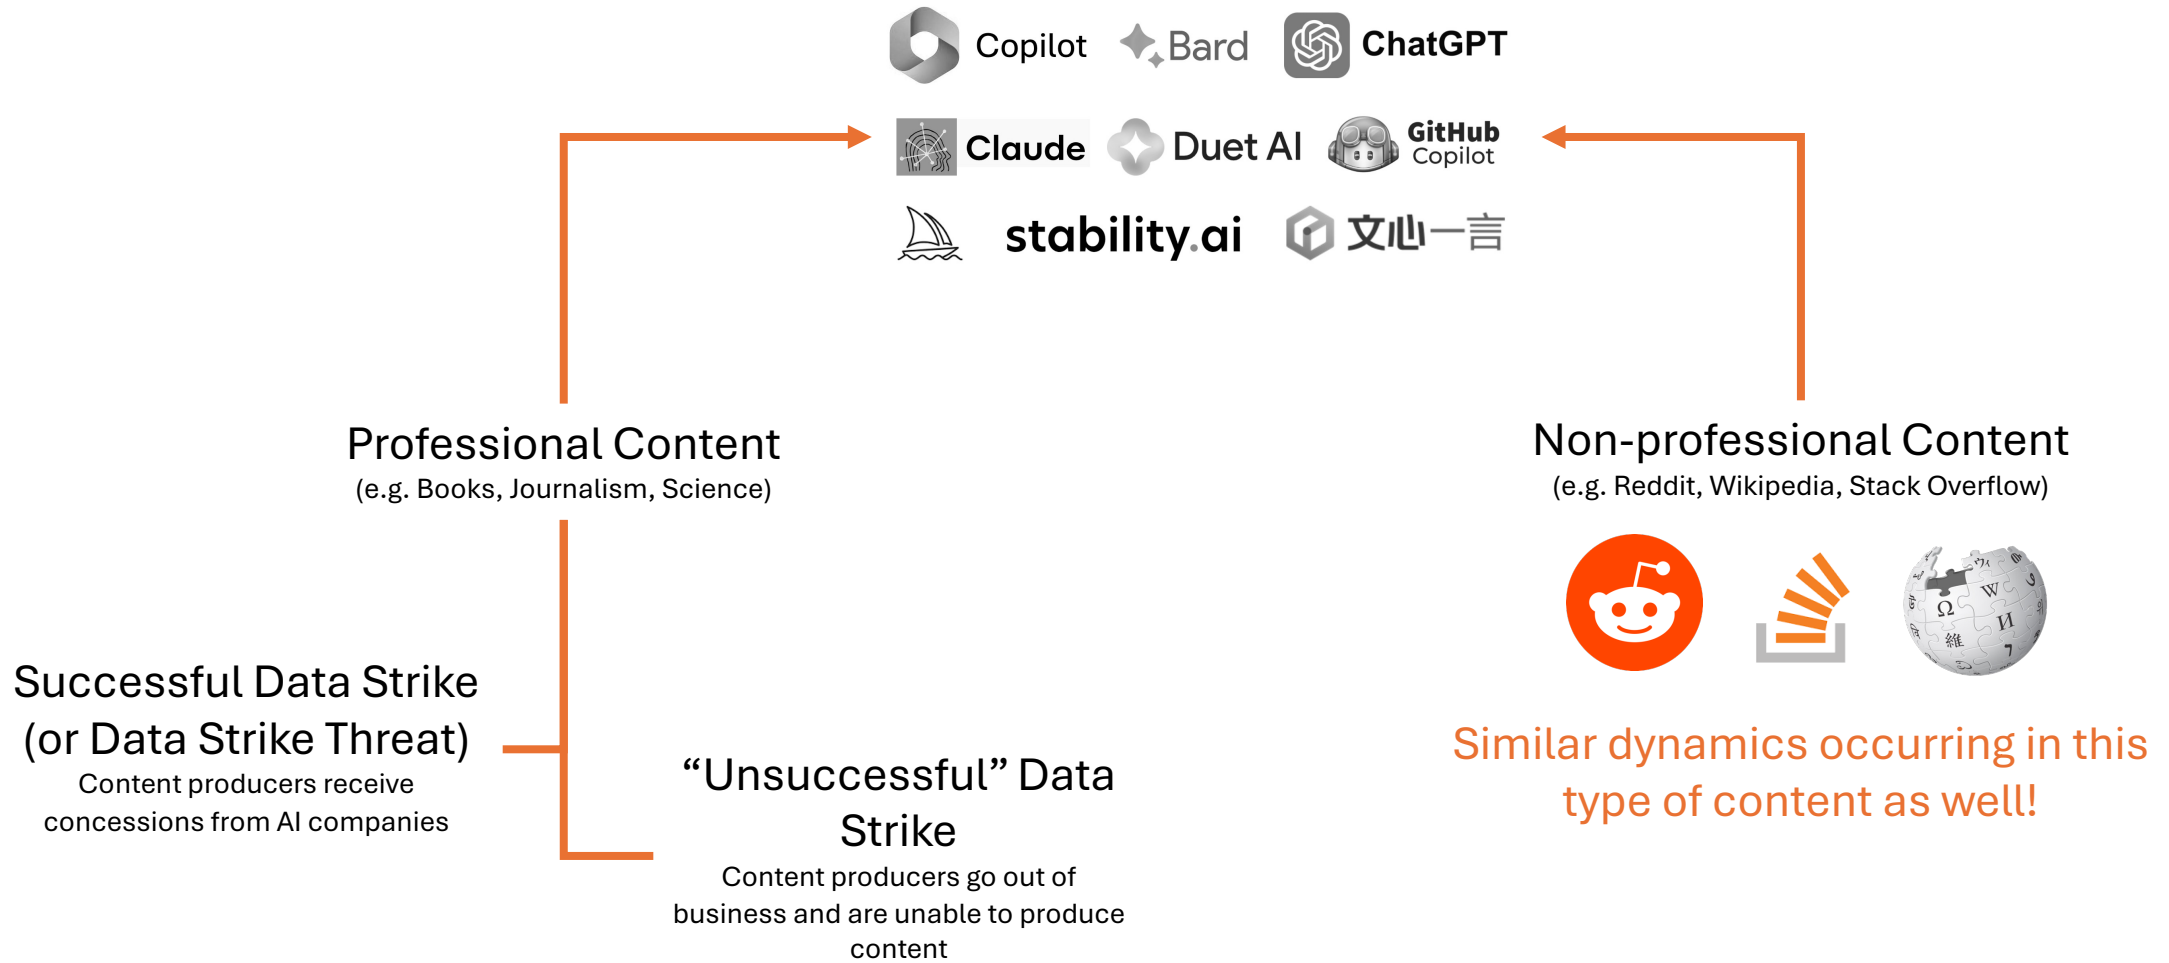 Copilot
Bard
ChatGPT
Claude
Duet AI
GitHub
Copilot
stability.ai
文心一言
Professional Content
(e.g. Books, Journalism, Science)
Non-professional Content
(e.g. Reddit, Wikipedia, Stack Overflow)
Ω
W
И
維
Successful Data Strike
(or Data Strike Threat)
Content producers receive
concessions from AI companies
“Unsuccessful” Data
Strike
Content producers go out of
business and are unable to produce
content
Similar dynamics occurring in this
type of content as well!